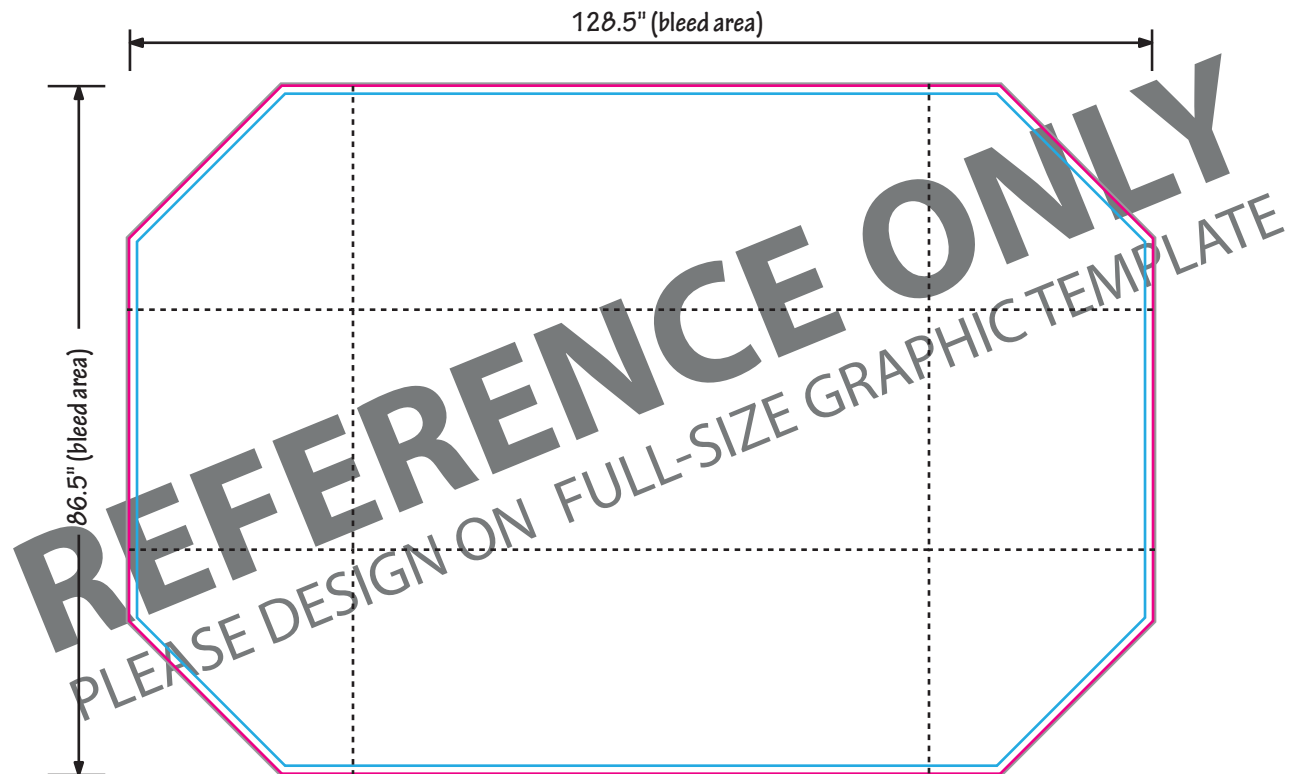 128.5" (bleed area)
86.5" (bleed area)
REFERENCE ONLY
PLEASE DESIGN ON FULL-SIZE GRAPHIC TEMPLATE